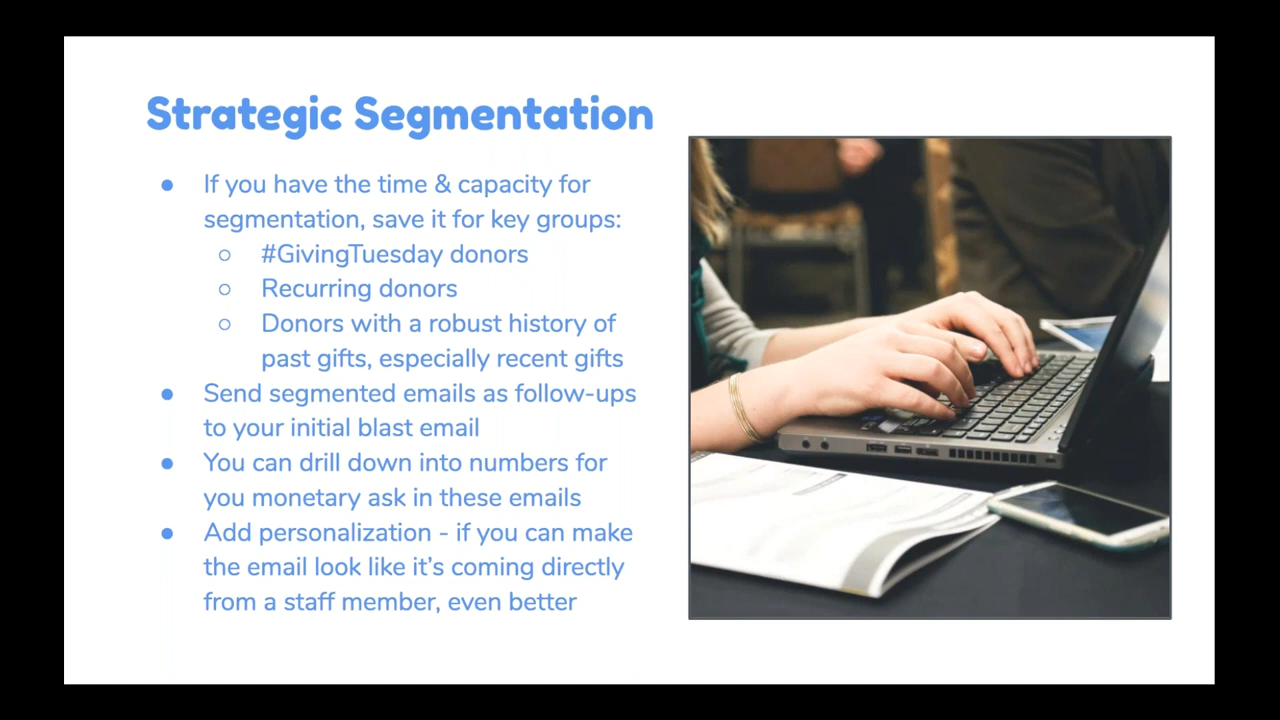 Strategic Segmentation
● If you have the time & capacity for
segmentation, save it for key groups:
○ #GivingTuesday donors
○ Recurring donors
○ Donors with a robust history of
past gifts, especially recent gifts
● Send segmented emails as follow-ups
to your initial blast email
● You can drill down into numbers for
you monetary ask in these emails
● Add personalization - if you can make
the email look like it’s coming directly
from a staff member, even better